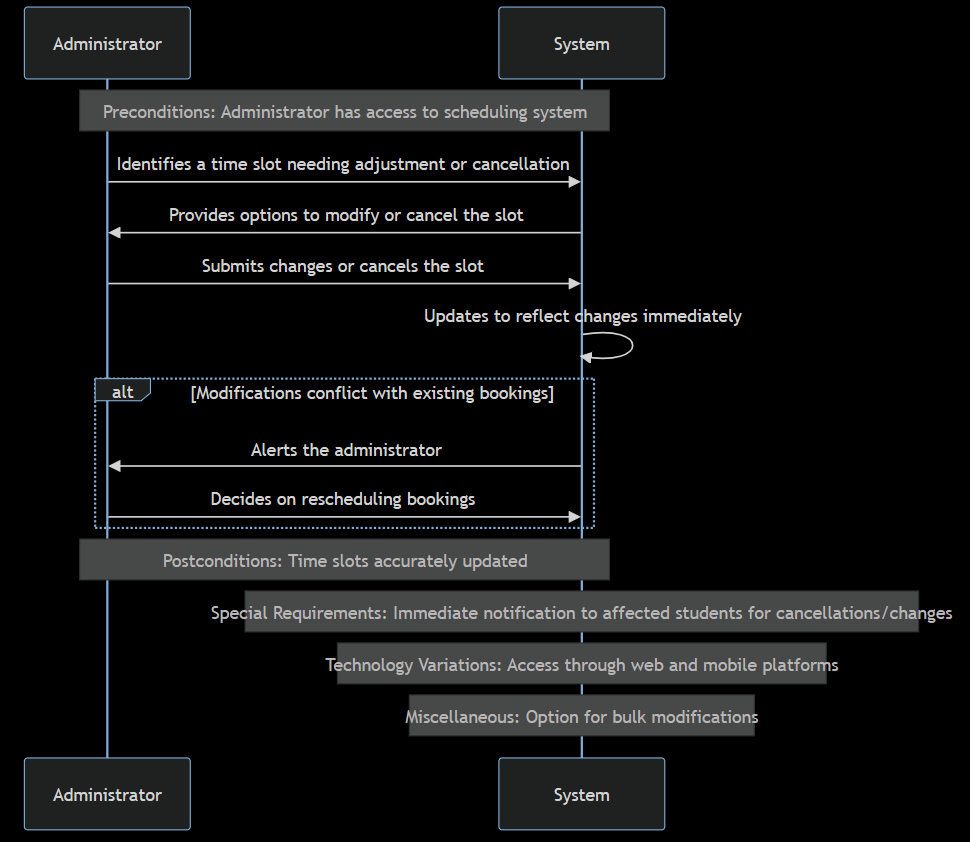 Administrator
System
Preconditions: Administrator has access to scheduling system
Identifies a time slot needing adjustment or cancellation
Provides options to modify or cancel the slot
Submits changes or cancels the slot
Updates to reflect changes immediately
alt
[Modifications conflict with existing bookings]
Alerts the administrator
Decides on rescheduling bookings
Postconditions: Time slots accurately updated
Special Requirements: Immediate notification to affected students for cancellations/changes
Technology Variations: Access through web and mobile platforms
Miscellaneous: Option for bulk modifications
Administrator
System